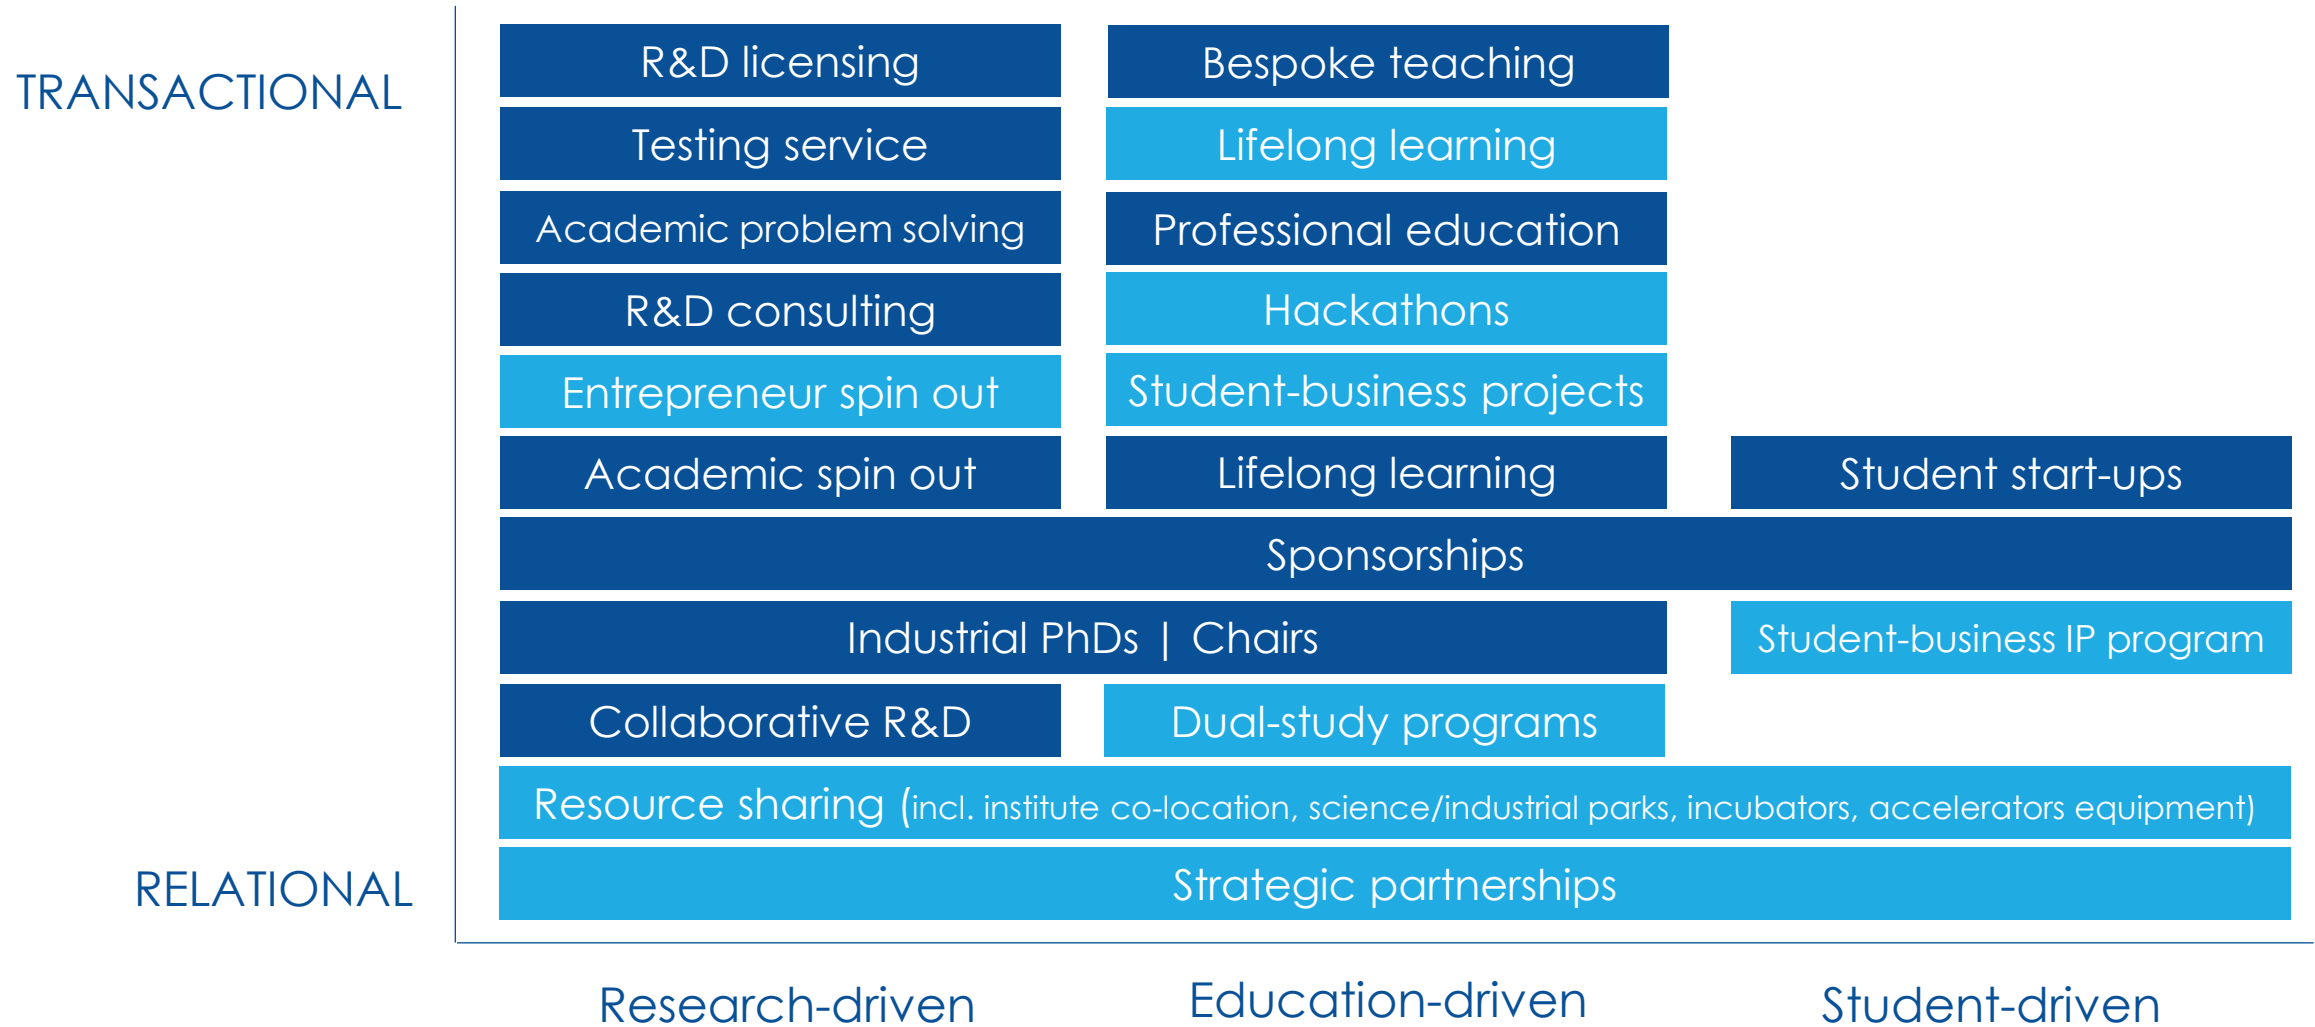 TRANSACTIONAL
R&D licensing
Bespoke teaching
Testing service
Lifelong learning
Academic problem solving
Professional education
R&D consulting
Hackathons
Entrepreneur spin out
Student-business projects
Academic spin out
Lifelong learning
Student start-ups
Sponsorships
Industrial PhDs | Chairs
Student-business IP program
Collaborative R&D
Dual-study programs
Resource sharing (incl. institute co-location, science/industrial parks, incubators, accelerators equipment)
RELATIONAL
Strategic partnerships
Research-driven
Education-driven
Student-driven